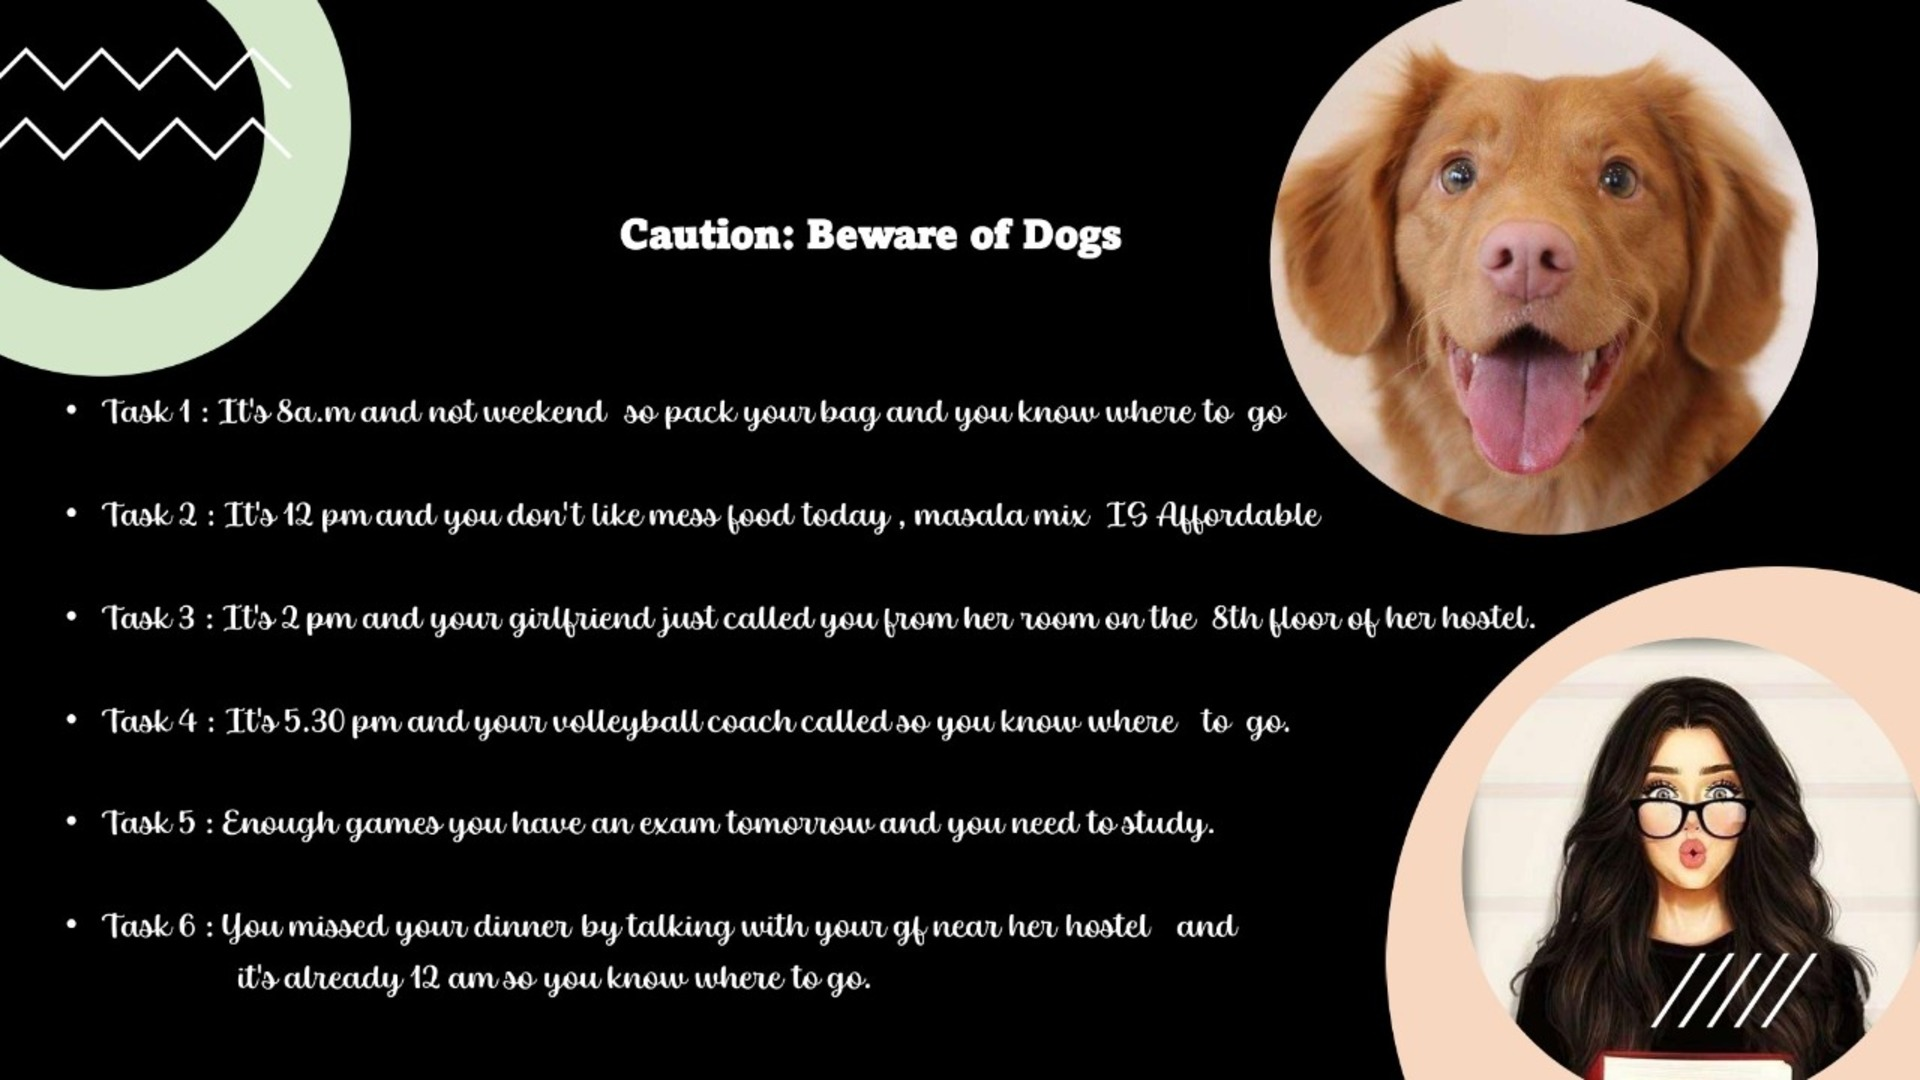 Caution: Beware of Dogs
• Task 1 : It's 8a.m and not weekend so pack your bag and you know where to go
• Task 2 : It's 12 pm and you don't like mess food today , masala mix IS Affordable
• Task 3 : It's 2 pm and your girlfriend just called you from her room on the 8th floor of her hostel.
• Task 4 : It's 5.30 pm and your volleyball coach called so you know where to go.
• Task 5 : Enough games you have an exam tomorrow and you need to study.
• Task 6 : You missed your dinner by talking with your gf near her hostel and
it's already 12 am so you know where to go.